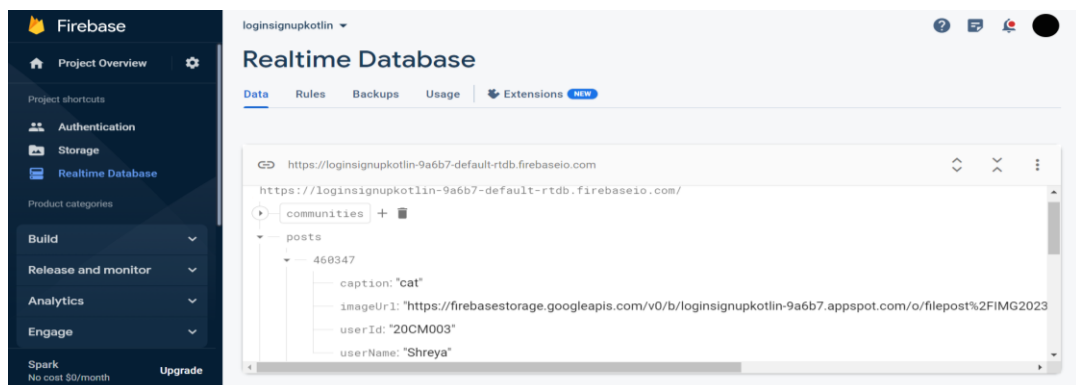 Firebase
Project Overview
Project shortcuts
Authentication
Storage
Realtime Database
Product categories
Build
Release and monitor
Analytics
Engage
Spark
No cost $0/month
Upgrade
loginsignupkotlin
Realtime Database
Data Rules Backups Usage Extensions NEW
https://loginsignupkotlin-9a6b7-default-rtdb.firebaseio.com
https://loginsignupkotlin-9a6b7-default-rtdb.firebaseio.com/
communities
posts
460347
caption: "cat"
imageUrl: "https://firebasestorage.googleapis.com/v0/b/loginsignupkotlin-9a6b7.appspot.com/o/filepost%2FIMG2023
userId: "20CM003"
userName: "Shreya"